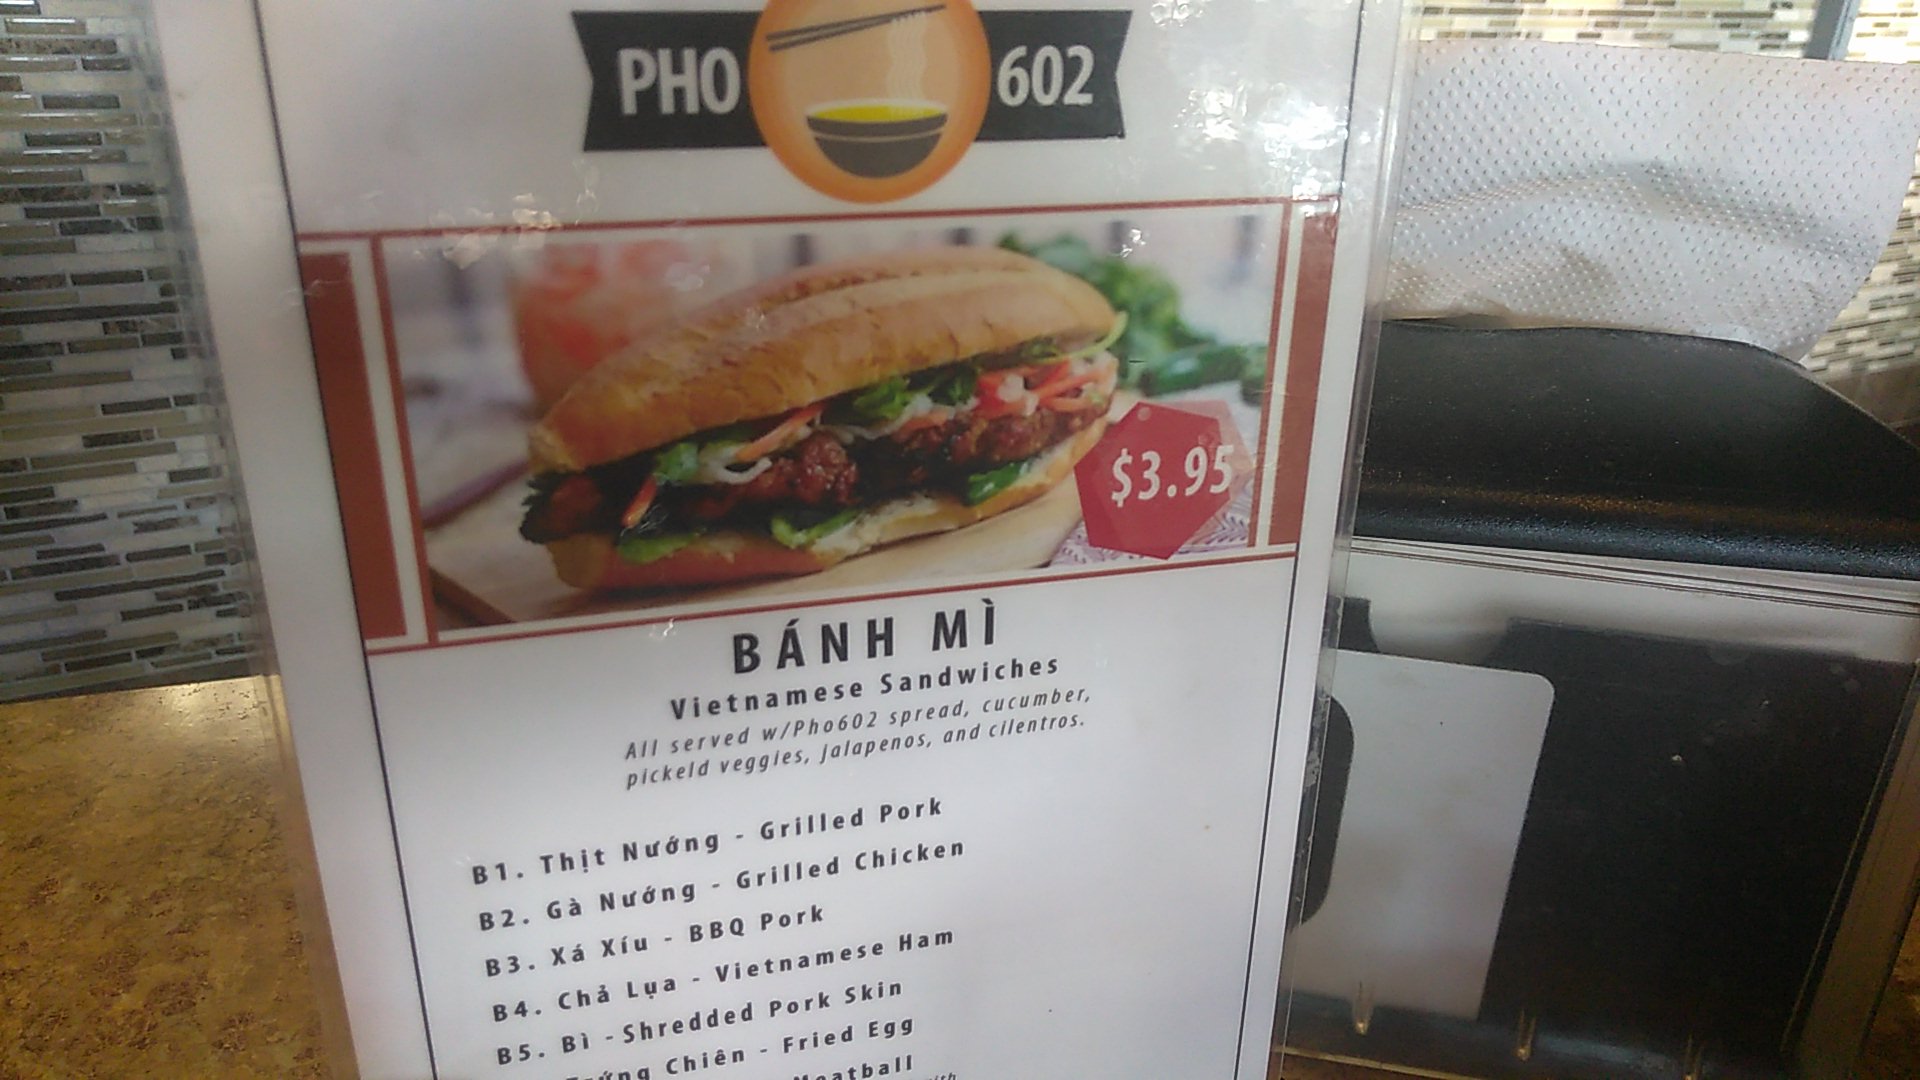 PHO 602
$3.95
BÁNH MÌ
Vietnamese Sandwiches
All served w/Pho602 spread, cucumber,
pickeld veggies, jalapenos, and cilentros.
B1. Thịt Nướng - Grilled Pork
B2. Gà Nướng - Grilled Chicken
B3. Xá Xíu - BBQ Pork
B4. Chả Lụa - Vietnamese Ham
B5. Bì - Shredded Pork Skin
Chiên - Fried Egg